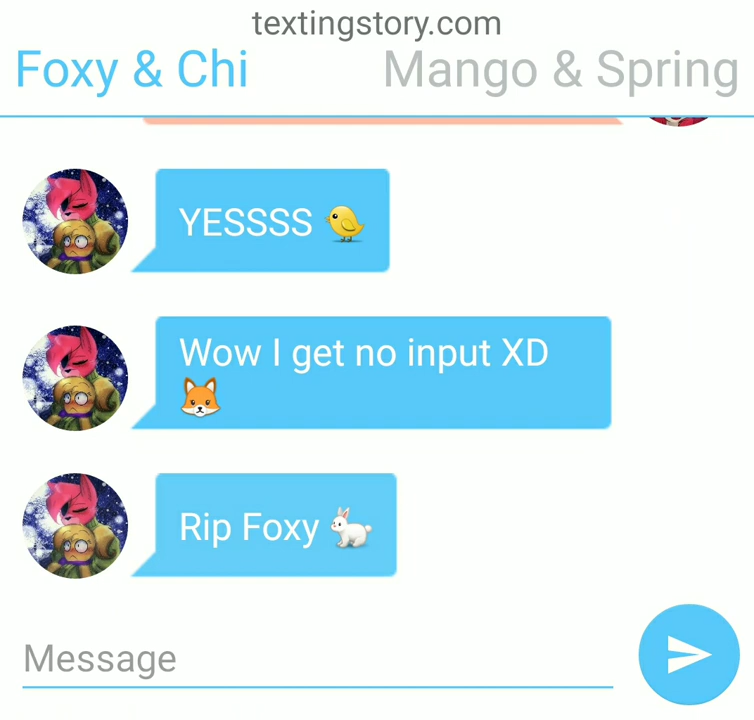 textingstory.com
Foxy & Chi
Mango & Spring
YESSSS 🐤
Wow I get no input XD
🦊
Rip Foxy 🐇
Message